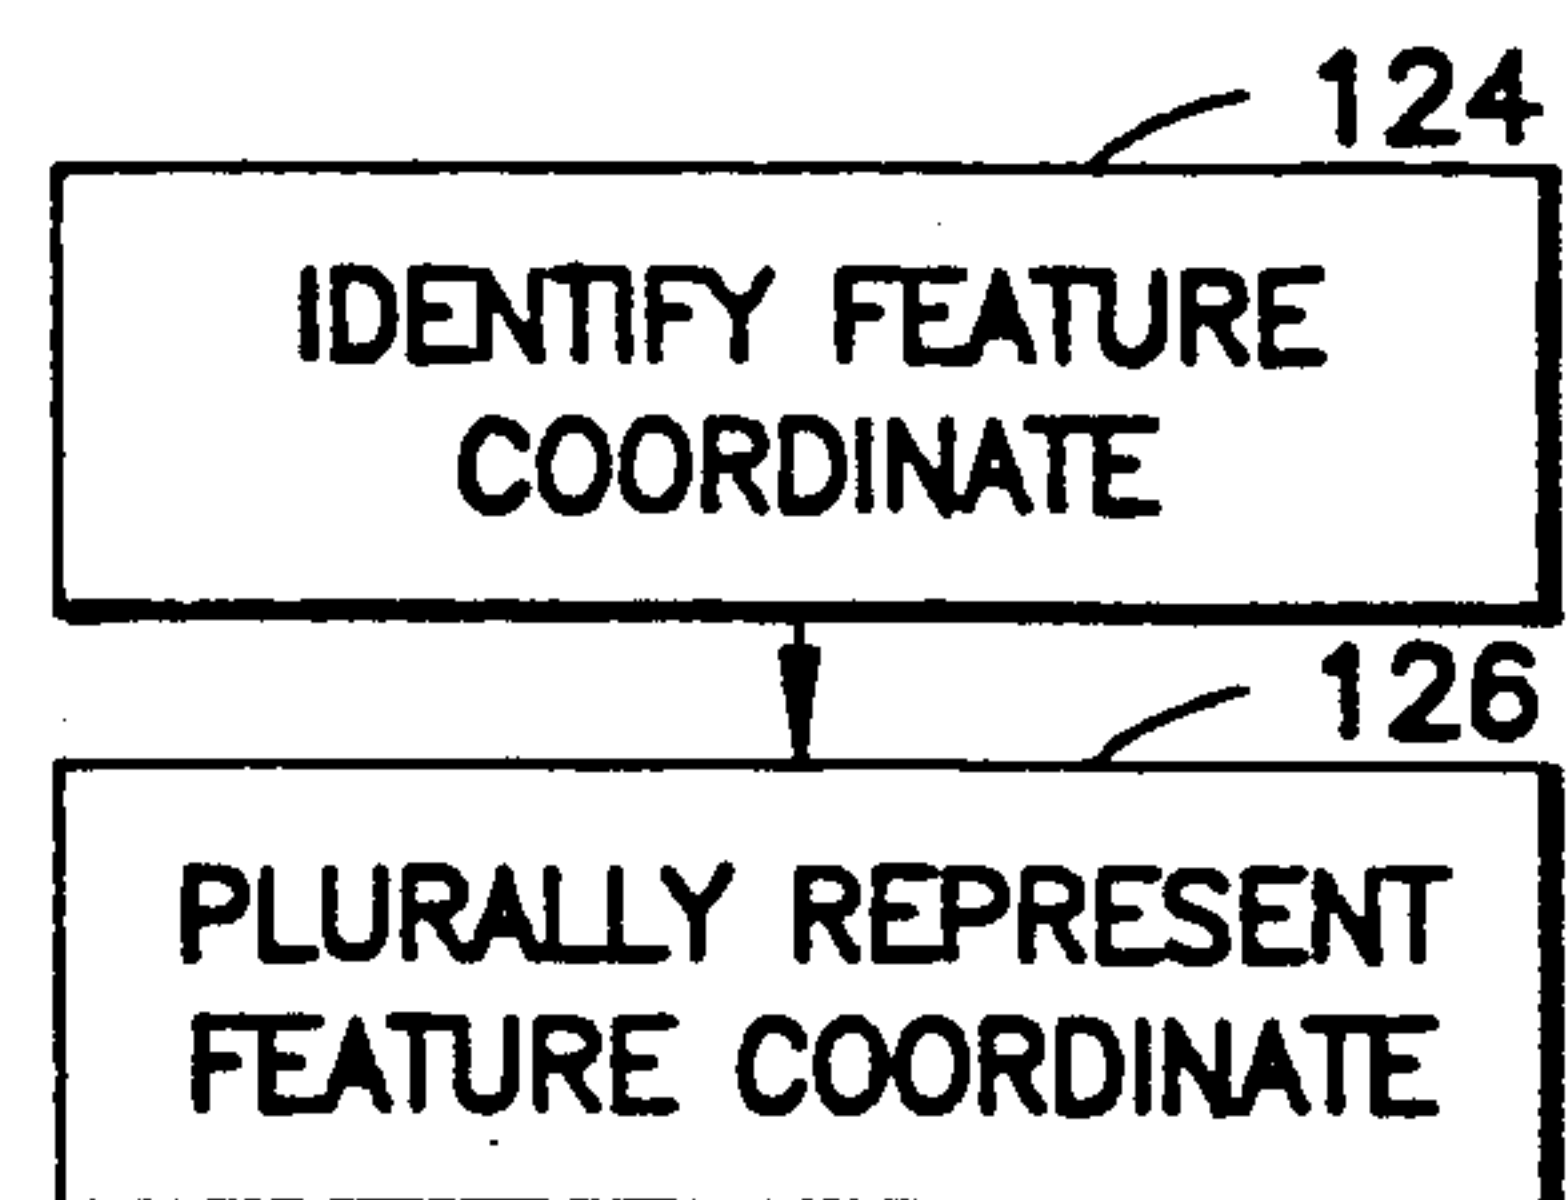 124
IDENTIFY FEATURE
COORDINATE
126
PLURALLY REPRESENT
FEATURE COORDINATE